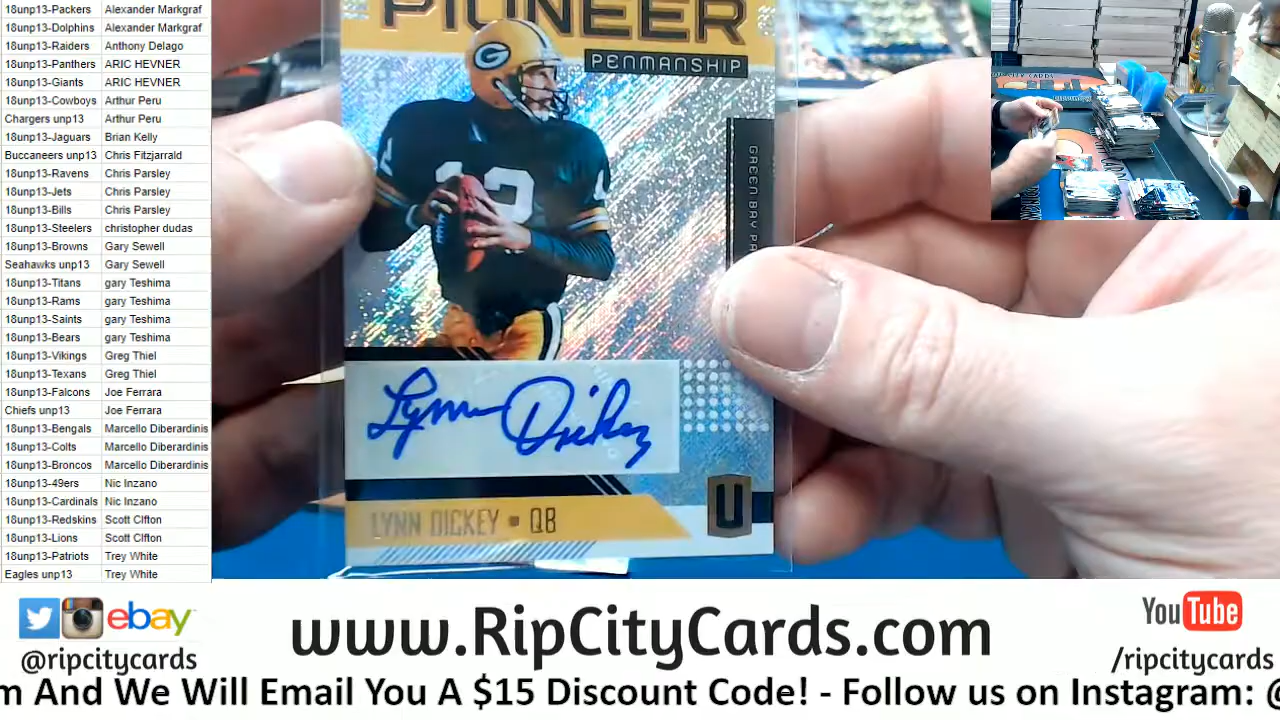 18unp13-Packers Alexander Markgraf
18unp13-Dolphins Alexander Markgraf
18unp13-Raiders Anthony Delago
18unp13-Panthers ARIC HEVNER
18unp13-Giants ARIC HEVNER
18unp13-Cowboys Arthur Peru
Chargers unp13 Arthur Peru
18unp13-Jaguars Brian Kelly
Buccaneers unp13 Chris Fitzjarrald
18unp13-Ravens Chris Parsley
18unp13-Jets Chris Parsley
18unp13-Bills Chris Parsley
18unp13-Steelers christopher dudas
18unp13-Browns Gary Sewell
Seahawks unp13 Gary Sewell
18unp13-Titans gary Teshima
18unp13-Rams gary Teshima
18unp13-Saints gary Teshima
18unp13-Bears gary Teshima
18unp13-Vikings Greg Thiel
18unp13-Texans Greg Thiel
18unp13-Falcons Joe Ferrara
Chiefs unp13 Joe Ferrara
18unp13-Bengals Marcello Diberardinis
18unp13-Colts Marcello Diberardinis
18unp13-Broncos Marcello Diberardinis
18unp13-49ers Nic Inzano
18unp13-Cardinals Nic Inzano
18unp13-Redskins Scott Clfton
18unp13-Lions Scott Clfton
18unp13-Patriots Trey White
Eagles unp13 Trey White
PIONEER
PENMANSHIP
G
12
GREEN BAY PA
Lynn Dickey
LYNN DICKEY ▪ QB
U
ebay
@ripcitycards
www.RipCityCards.com
YouTube
/ripcitycards
m And We Will Email You A $15 Discount Code! - Follow us on Instagram: @